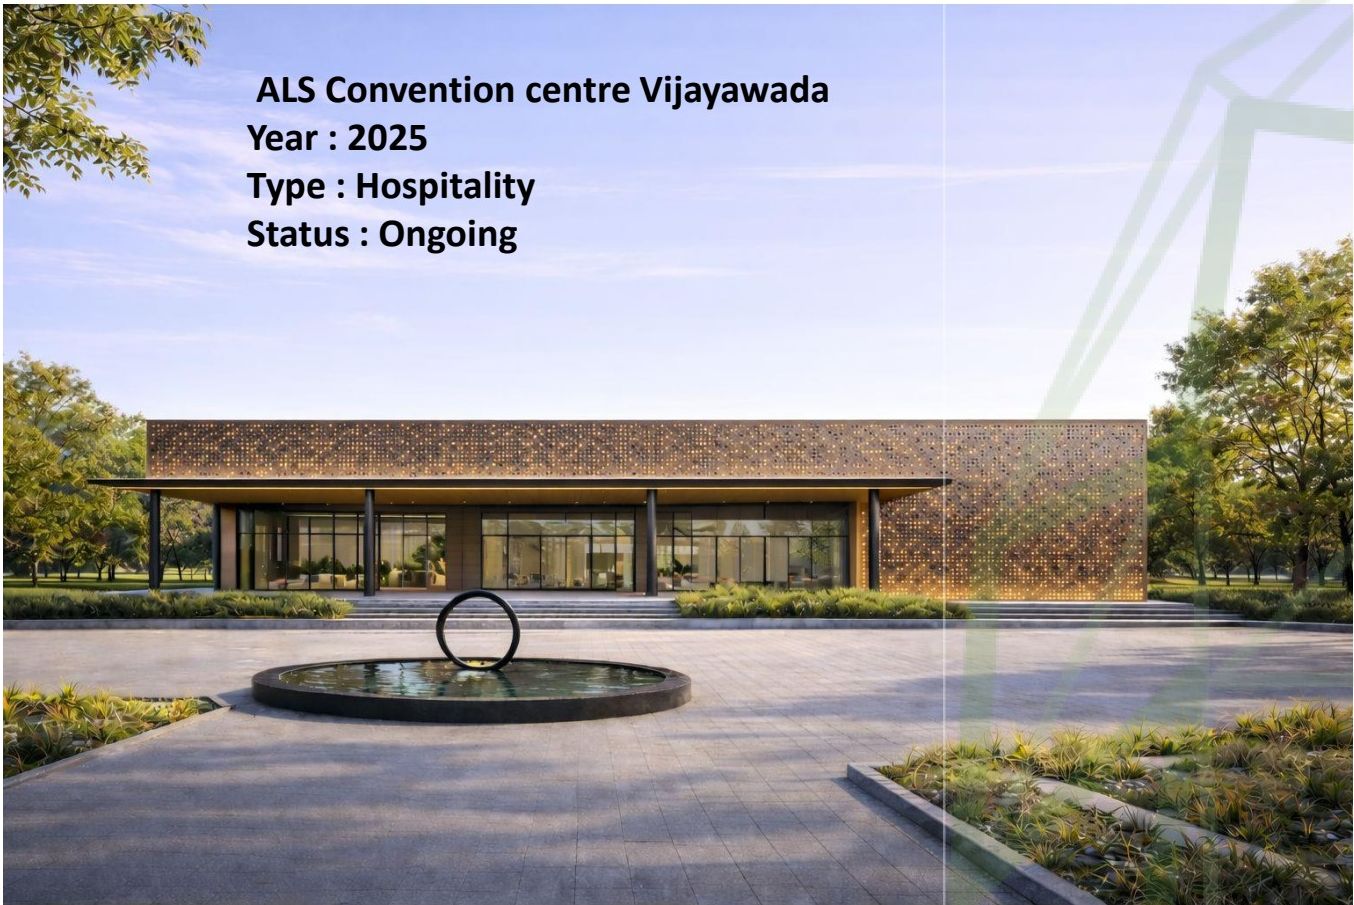 ALS Convention centre Vijayawada
Year : 2025
Type : Hospitality
Status : Ongoing